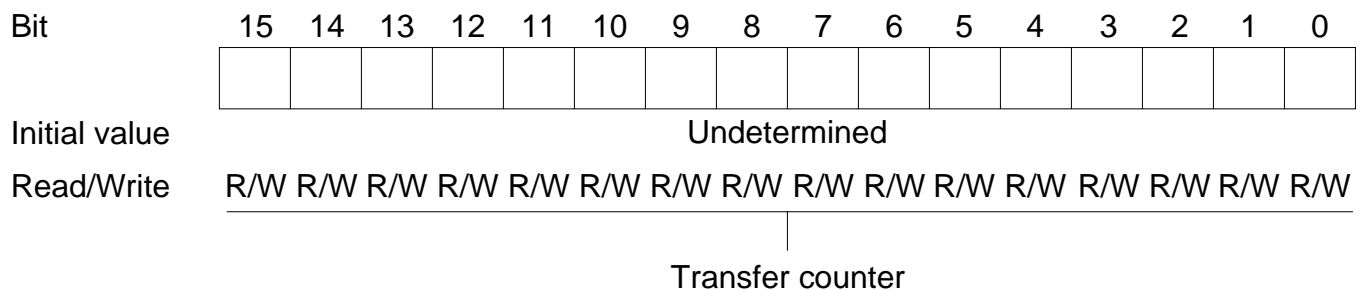 Bit 15 14 13 12 11 10 9 8 7 6 5 4 3 2 1 0
Initial value Undetermined
Read/Write R/W R/W R/W R/W R/W R/W R/W R/W R/W R/W R/W R/W R/W R/W R/W R/W
Transfer counter